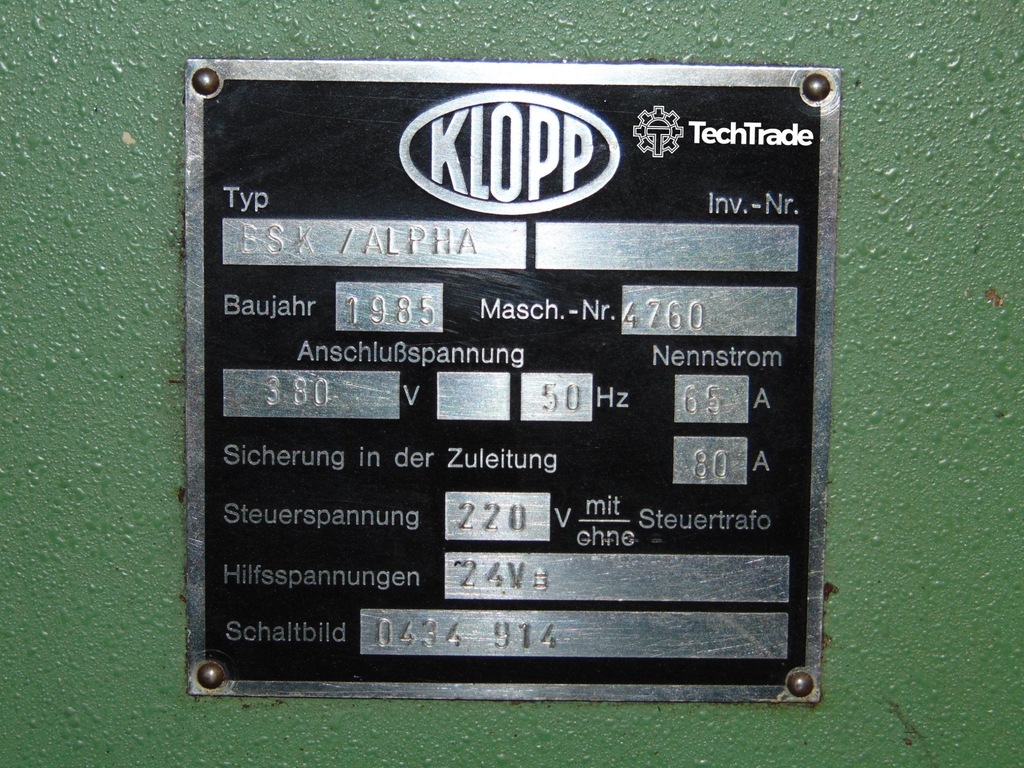 KLOPP
TechTrade
Typ Inv.-Nr.
BSK /ALPHA
Baujahr 1985 Masch.-Nr. 4760
Anschlußspannung Nennstrom
380 V 50 Hz 65 A
Sicherung in der Zuleitung 80 A
Steuerspannung 220 V mit Steuertrafo
ohne
Hilfsspannungen 24V=
Schaltbild 0434 914